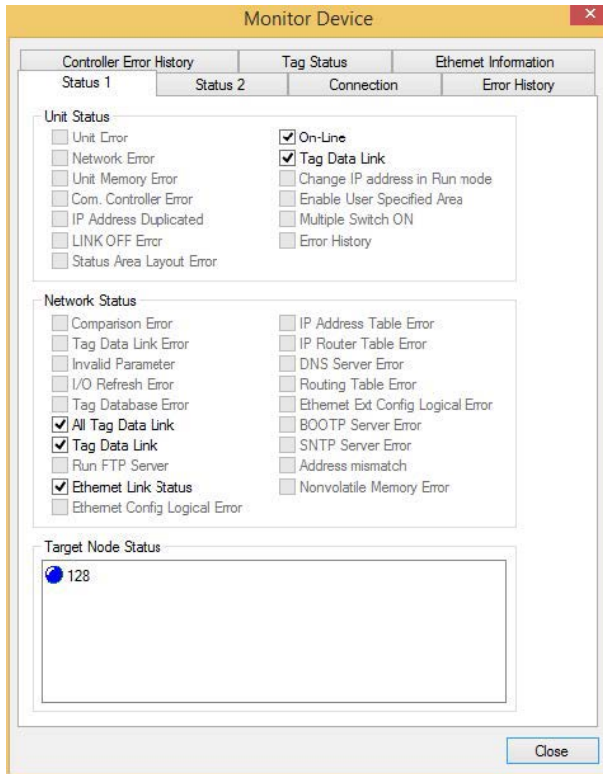 Monitor Device
Controller Error History Tag Status Ethernet Information
Status 1 Status 2 Connection Error History
Unit Status
Unit Error On-Line
Network Error Tag Data Link
Unit Memory Error Change IP address in Run mode
Com. Controller Error Enable User Specified Area
IP Address Duplicated Multiple Switch ON
LINK OFF Error Error History
Status Area Layout Error
Network Status
Comparison Error IP Address Table Error
Tag Data Link Error IP Router Table Error
Invalid Parameter DNS Server Error
I/O Refresh Error Routing Table Error
Tag Database Error Ethernet Ext Config Logical Error
All Tag Data Link BOOTP Server Error
Tag Data Link SNTP Server Error
Run FTP Server Address mismatch
Ethernet Link Status Nonvolatile Memory Error
Ethernet Config Logical Error
Target Node Status
128
Close